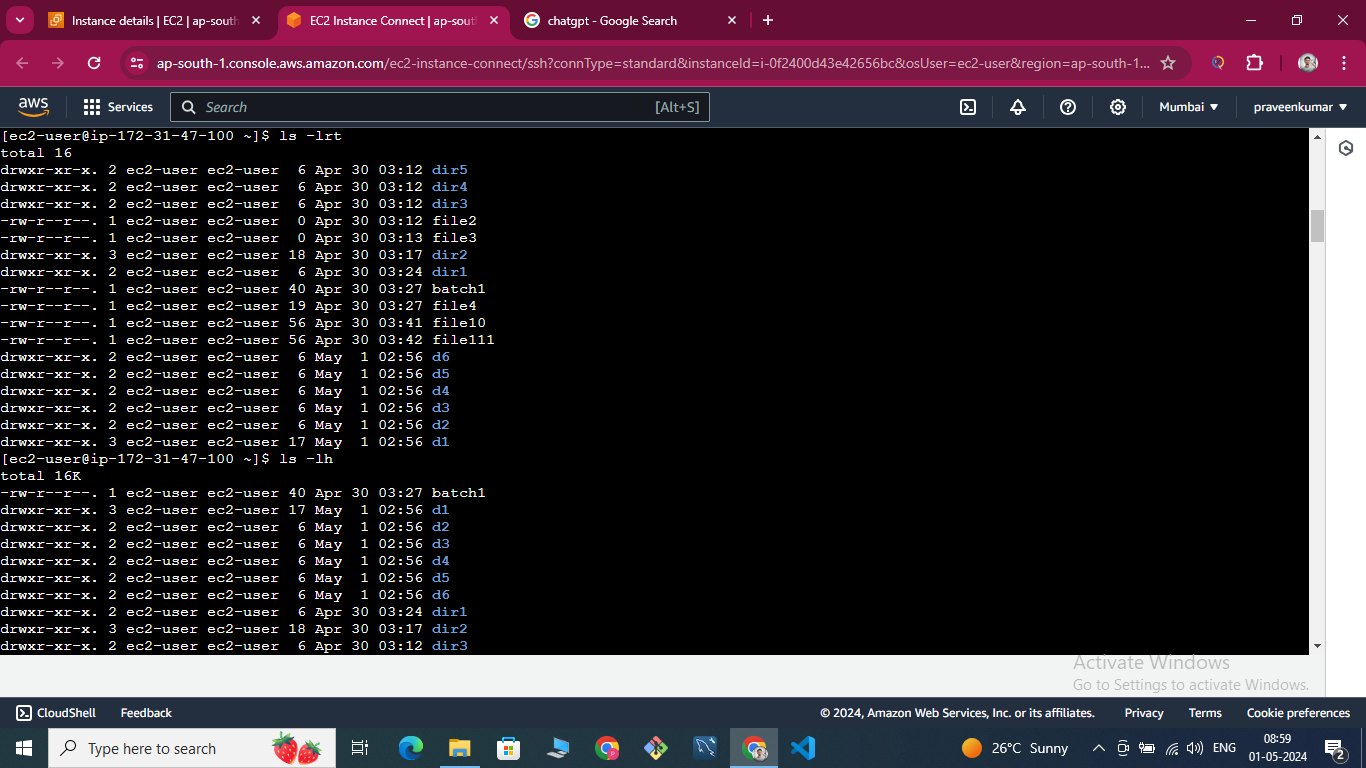 Instance details | EC2 | ap-south
EC2 Instance Connect | ap-sout
chatgpt - Google Search
ap-south-1.console.aws.amazon.com/ec2-instance-connect/ssh?connType=standard&instanceId=i-0f2400d43e42656bc&osUser=ec2-user&region=ap-south-1...
aws
Services
Search
[Alt+S]
Mumbai
praveenkumar
[ec2-user@ip-172-31-47-100 ~]$ ls -lrt
total 16
drwxr-xr-x. 2 ec2-user ec2-user  6 Apr 30 03:12 dir5
drwxr-xr-x. 2 ec2-user ec2-user  6 Apr 30 03:12 dir4
drwxr-xr-x. 2 ec2-user ec2-user  6 Apr 30 03:12 dir3
-rw-r--r--. 1 ec2-user ec2-user  0 Apr 30 03:12 file2
-rw-r--r--. 1 ec2-user ec2-user  0 Apr 30 03:13 file3
drwxr-xr-x. 3 ec2-user ec2-user 18 Apr 30 03:17 dir2
drwxr-xr-x. 2 ec2-user ec2-user  6 Apr 30 03:24 dir1
-rw-r--r--. 1 ec2-user ec2-user 40 Apr 30 03:27 batch1
-rw-r--r--. 1 ec2-user ec2-user 19 Apr 30 03:27 file4
-rw-r--r--. 1 ec2-user ec2-user 56 Apr 30 03:41 file10
-rw-r--r--. 1 ec2-user ec2-user 56 Apr 30 03:42 file111
drwxr-xr-x. 2 ec2-user ec2-user  6 May  1 02:56 d6
drwxr-xr-x. 2 ec2-user ec2-user  6 May  1 02:56 d5
drwxr-xr-x. 2 ec2-user ec2-user  6 May  1 02:56 d4
drwxr-xr-x. 2 ec2-user ec2-user  6 May  1 02:56 d3
drwxr-xr-x. 2 ec2-user ec2-user  6 May  1 02:56 d2
drwxr-xr-x. 3 ec2-user ec2-user 17 May  1 02:56 d1
[ec2-user@ip-172-31-47-100 ~]$ ls -lh
total 16K
-rw-r--r--. 1 ec2-user ec2-user 40 Apr 30 03:27 batch1
drwxr-xr-x. 3 ec2-user ec2-user 17 May  1 02:56 d1
drwxr-xr-x. 2 ec2-user ec2-user  6 May  1 02:56 d2
drwxr-xr-x. 2 ec2-user ec2-user  6 May  1 02:56 d3
drwxr-xr-x. 2 ec2-user ec2-user  6 May  1 02:56 d4
drwxr-xr-x. 2 ec2-user ec2-user  6 May  1 02:56 d5
drwxr-xr-x. 2 ec2-user ec2-user  6 May  1 02:56 d6
drwxr-xr-x. 2 ec2-user ec2-user  6 Apr 30 03:24 dir1
drwxr-xr-x. 3 ec2-user ec2-user 18 Apr 30 03:17 dir2
drwxr-xr-x. 2 ec2-user ec2-user  6 Apr 30 03:12 dir3
Activate Windows
Go to Settings to activate Windows.
CloudShell
Feedback
© 2024, Amazon Web Services, Inc. or its affiliates.
Privacy
Terms
Cookie preferences
Type here to search
26°C Sunny
ENG
08:59
01-05-2024
2